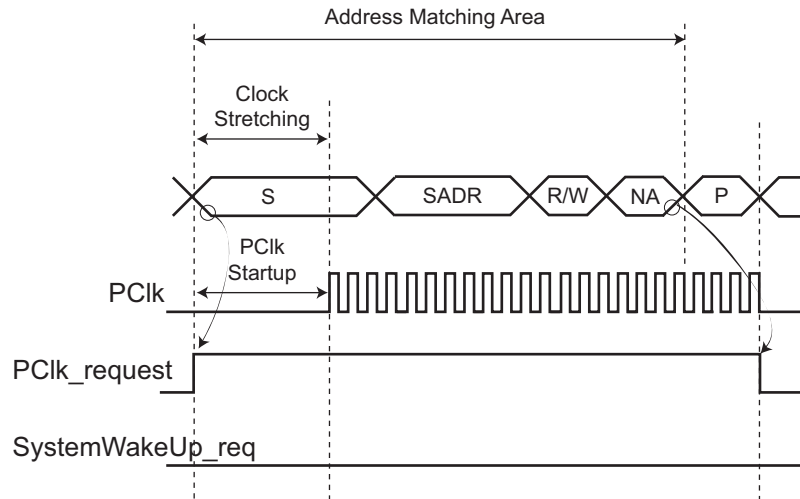 Address Matching Area
Clock
Stretching
S
SADR
R/W
NA
P
PClk
Startup
PClk
PClk_request
SystemWakeUp_req